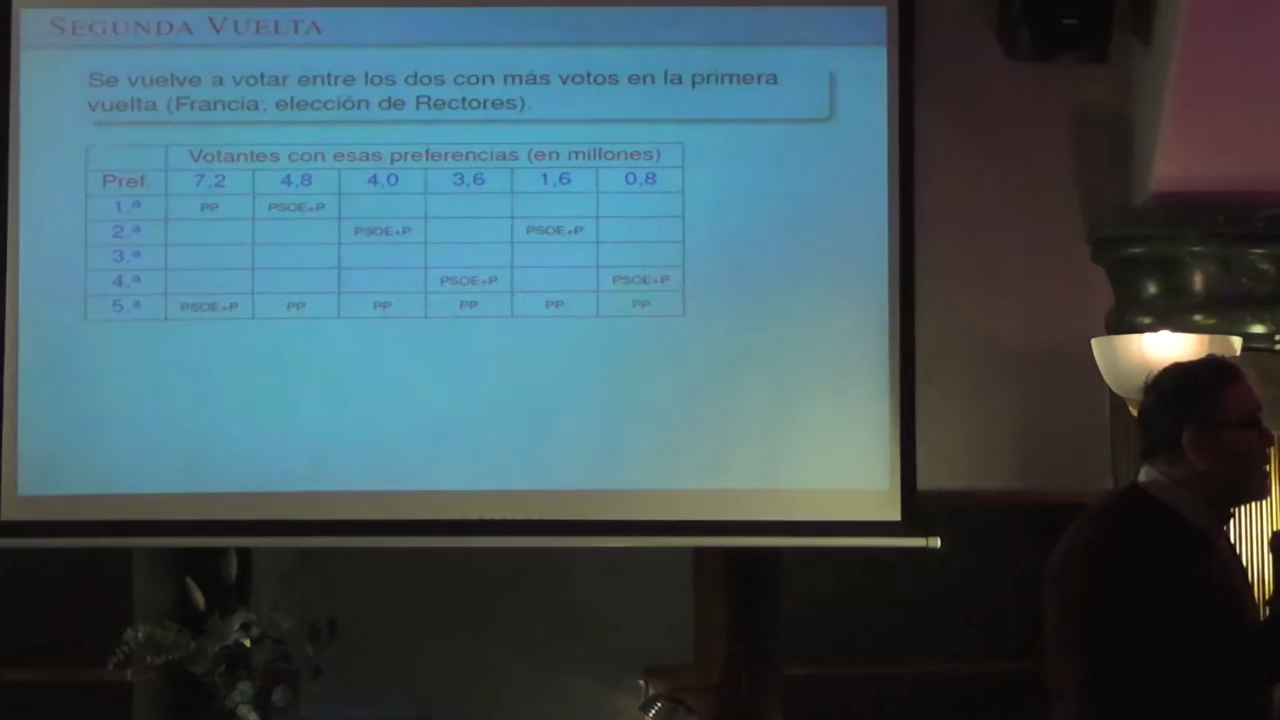 SEGUNDA VUELTA
Se vuelve a votar entre los dos con más votos en la primera
vuelta (Francia, elección de Rectores).
Votantes con esas preferencias (en millones)
Pref. 7,2 4,8 4,0 3,6 1,6 0,8
1.ª PP PSOE+P
2.ª PSOE+P PSOE+P
3.ª
4.ª PSOE+P PSOE+P
5.ª PSOE+P PP PP PP PP PP